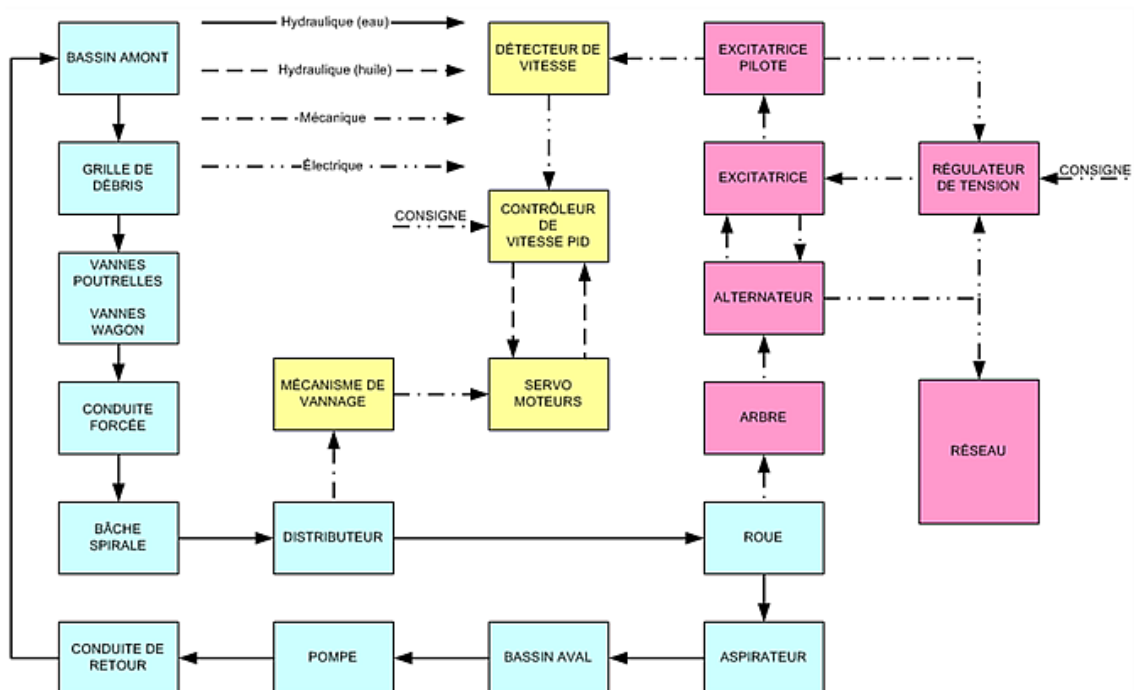 BASSIN AMONT
Hydraulique (eau)
DÉTECTEUR DE
VITESSE
EXCITATRICE
PILOTE
Hydraulique (huile)
Mécanique
Électrique
GRILLE DE
DÉBRIS
EXCITATRICE
RÉGULATEUR
DE TENSION
CONSIGNE
CONSIGNE
CONTRÔLEUR
DE
VITESSE PID
VANNES
POUTRELLES
VANNES
WAGON
ALTERNATEUR
MÉCANISME DE
VANNAGE
SERVO
MOTEURS
CONDUITE
FORCÉE
ARBRE
RÉSEAU
BÂCHE
SPIRALE
DISTRIBUTEUR
ROUE
CONDUITE DE
RETOUR
POMPE
BASSIN AVAL
ASPIRATEUR